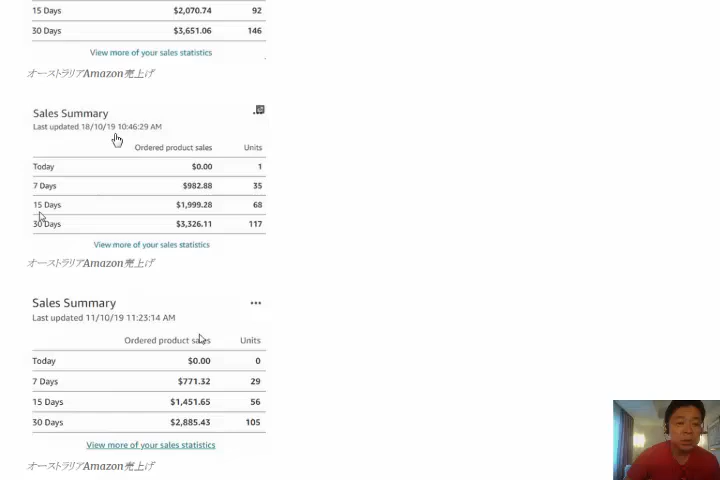 15 Days $2,070.74 92
30 Days $3,651.06 146
View more of your sales statistics
オーストラリアAmazon売上げ
Sales Summary
Last updated 18/10/19 10:46:29 AM
Ordered product sales Units
Today $0.00 1
7 Days $982.88 35
15 Days $1,999.28 68
30 Days $3,326.11 117
View more of your sales statistics
オーストラリアAmazon売上げ
Sales Summary
Last updated 11/10/19 11:23:14 AM
Ordered product sales Units
Today $0.00 0
7 Days $771.32 29
15 Days $1,451.65 56
30 Days $2,885.43 105
View more of your sales statistics
オーストラリアAmazon売上げ